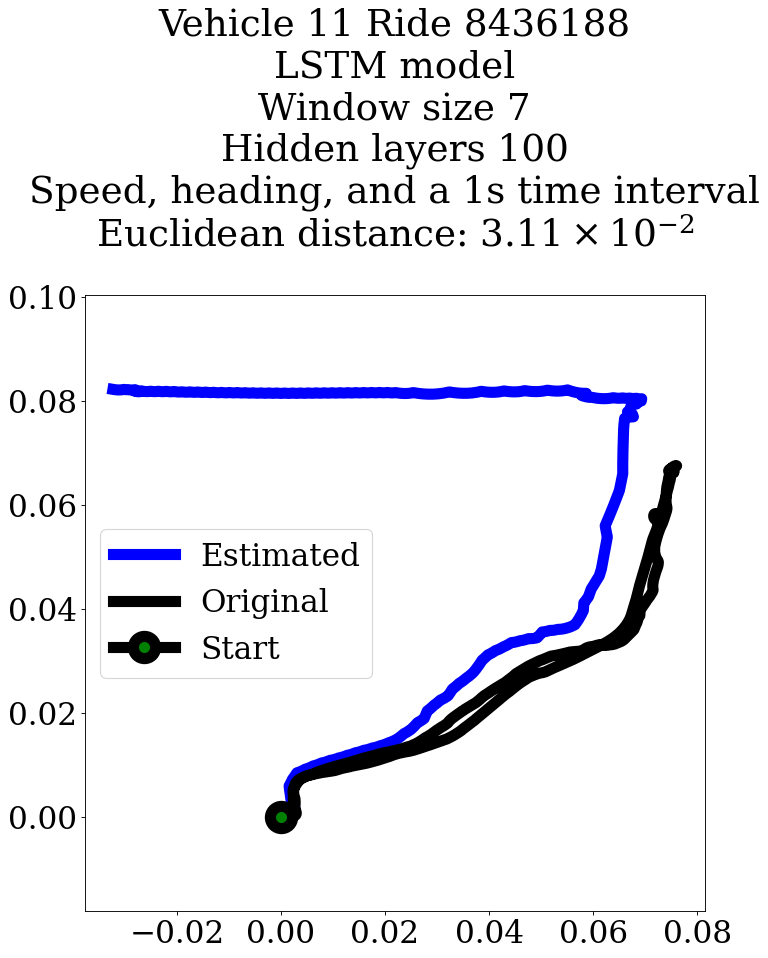 Vehicle 11 Ride 8436188
LSTM model
Window size 7
Hidden layers 100
Speed, heading, and a 1s time interval
Euclidean distance: 3.11 × 10⁻²
0.10
0.08
0.06
0.04
0.02
0.00
Estimated
Original
Start
−0.02 0.00 0.02 0.04 0.06 0.08